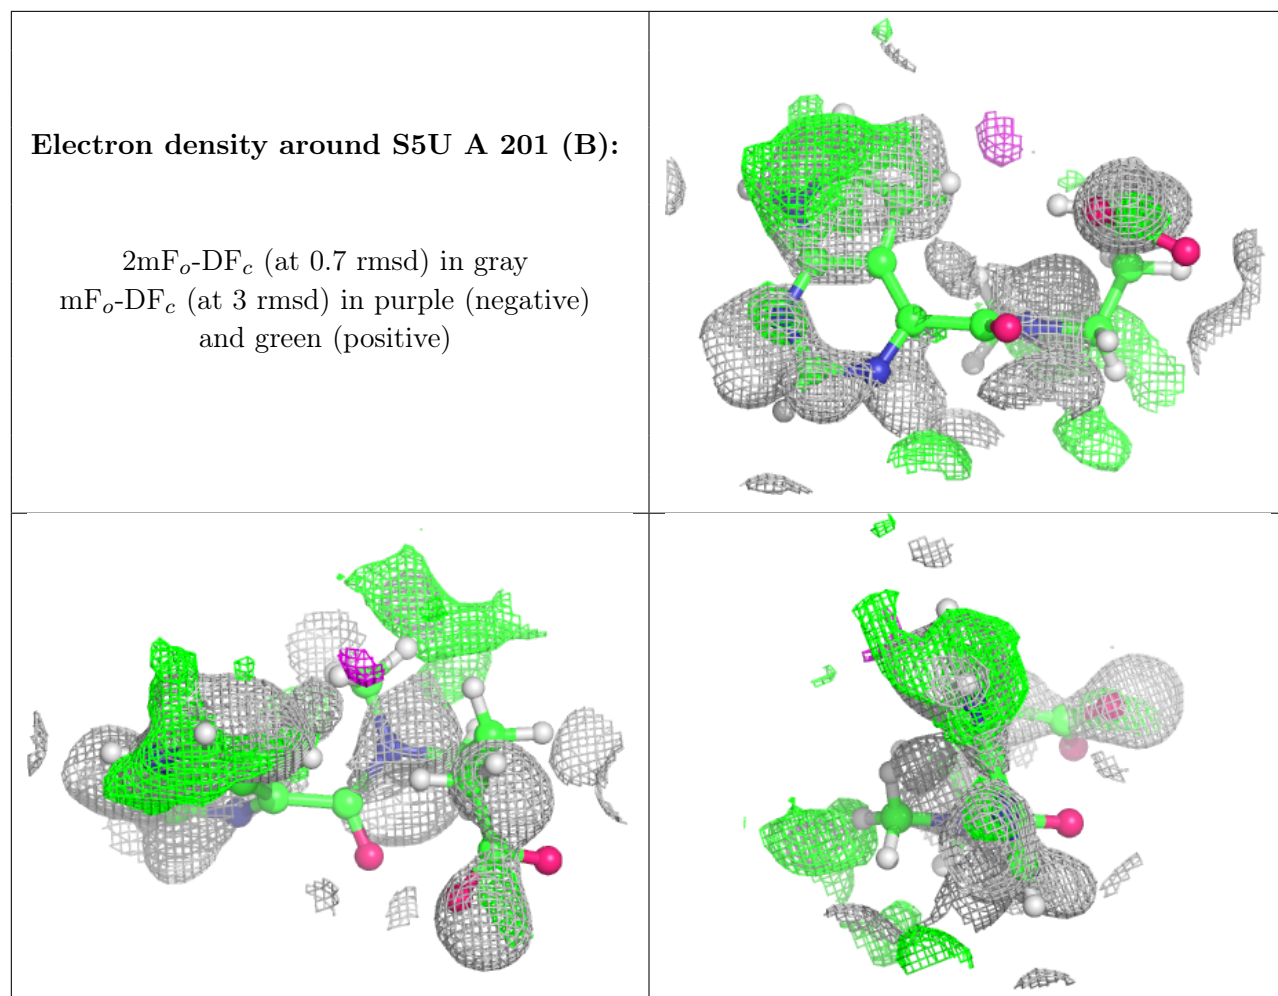 Electron density around S5U A 201 (B):
2mFo-DFc (at 0.7 rmsd) in gray
mFo-DFc (at 3 rmsd) in purple (negative)
and green (positive)